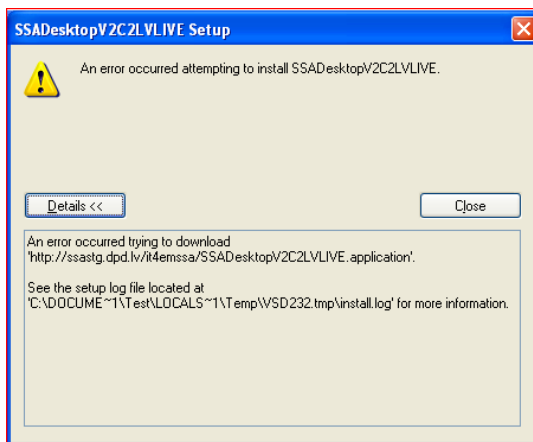 SSADesktopV2C2LVLIVE Setup
An error occurred attempting to install SSADesktopV2C2LVLIVE.
Details <<
Close
An error occurred trying to download
'http://ssastg.dpd.lv/it4emssa/SSADesktopV2C2LVLIVE.application'.
See the setup log file located at
'C:\DOCUME~1\Test\LOCALS~1\Temp\VSD232.tmp\install.log' for more information.